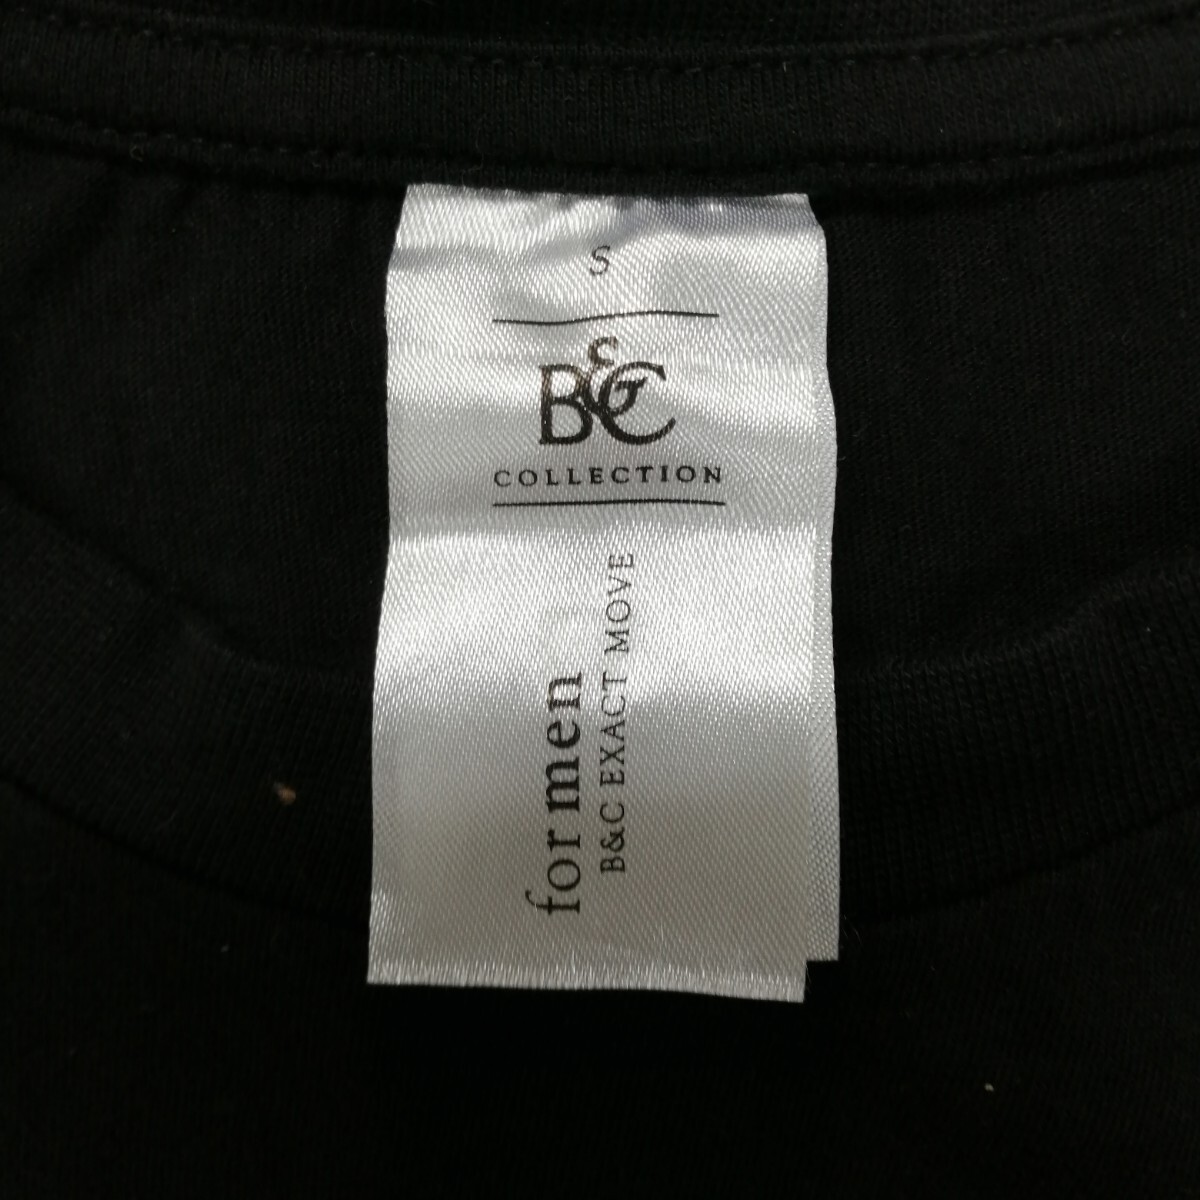 S
B&C
COLLECTION
for men
B&C EXACT MOVE